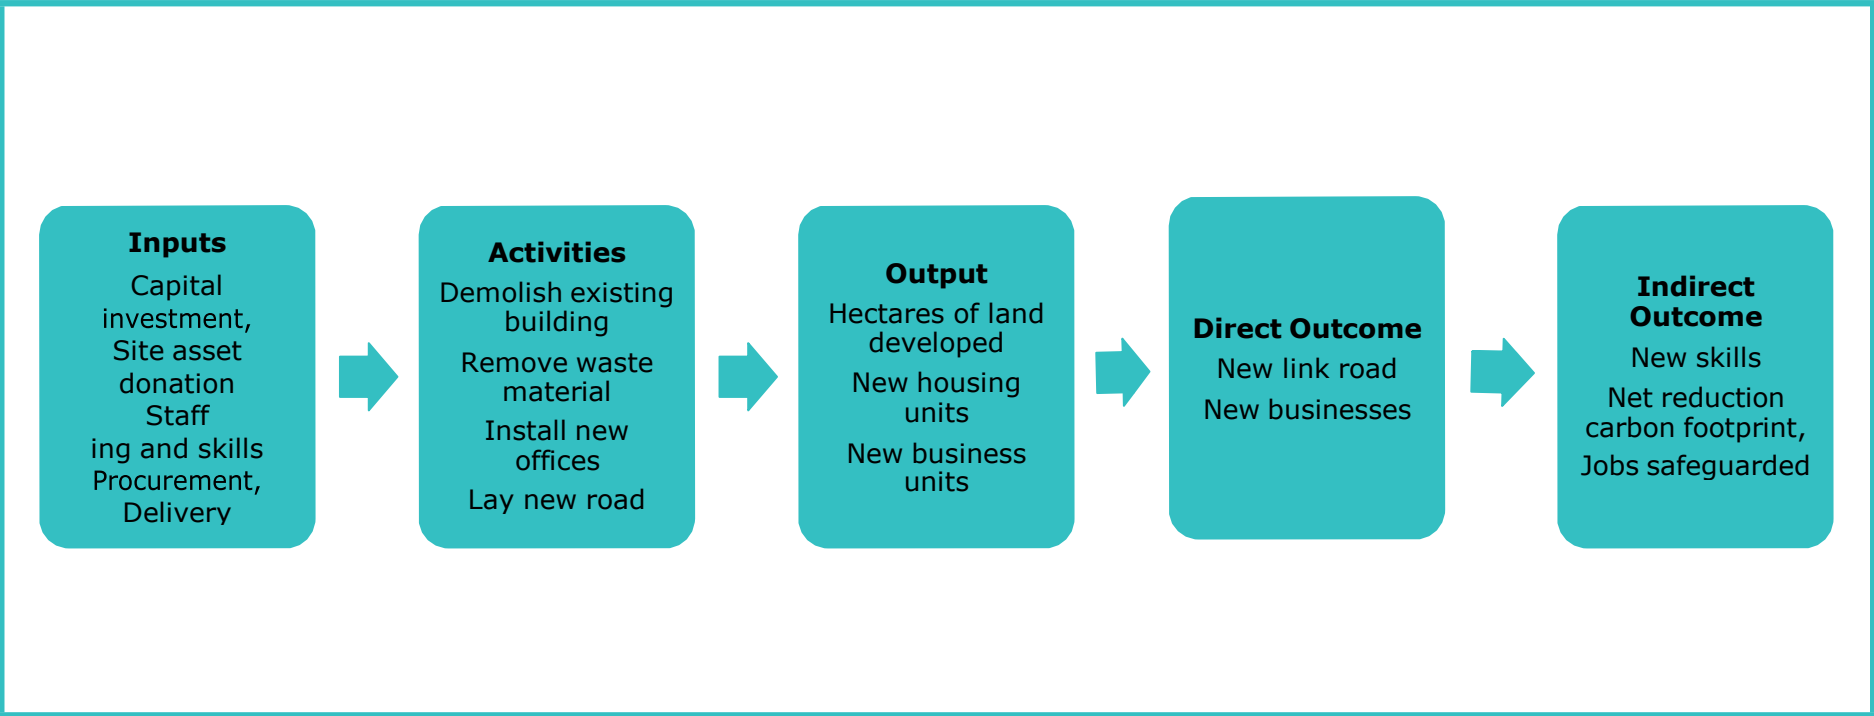 Inputs
Capital
investment,
Site asset
donation
Staff
ing and skills
Procurement,
Delivery
Activities
Demolish existing
building
Remove waste
material
Install new
offices
Lay new road
Output
Hectares of land
developed
New housing
units
New business
units
Direct Outcome
New link road
New businesses
Indirect
Outcome
New skills
Net reduction
carbon footprint,
Jobs safeguarded